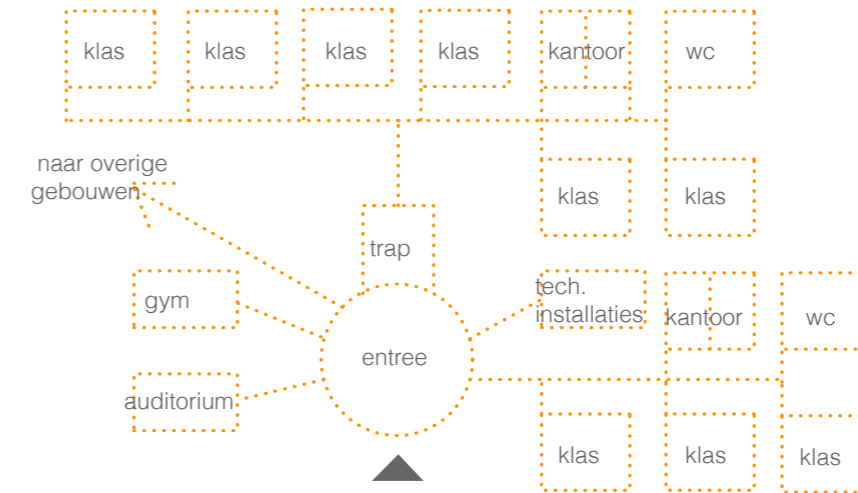 klas
klas
klas
klas
kantoor
wc
naar overige
gebouwen
klas
klas
trap
tech.
installaties
gym
kantoor
wc
entree
auditorium
klas
klas
klas